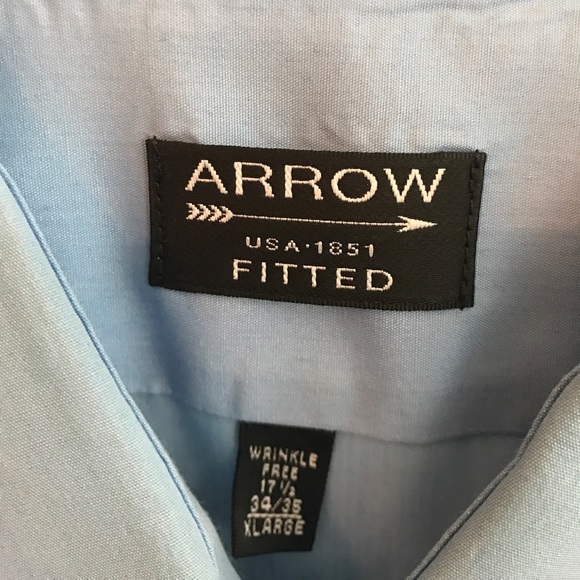 ARROW
USA·1851
FITTED
WRINKLE
FREE
17 ½
34/35
XLARGE